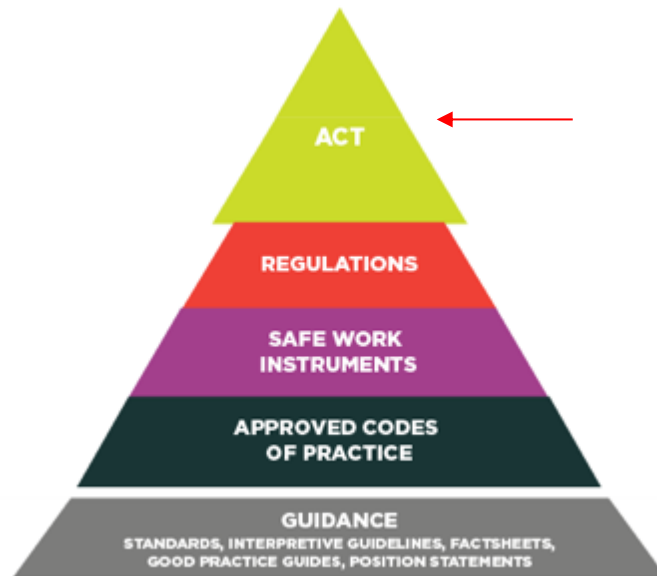 ACT
REGULATIONS
SAFE WORK
INSTRUMENTS
APPROVED CODES
OF PRACTICE
GUIDANCE
STANDARDS, INTERPRETIVE GUIDELINES, FACTSHEETS,
GOOD PRACTICE GUIDES, POSITION STATEMENTS